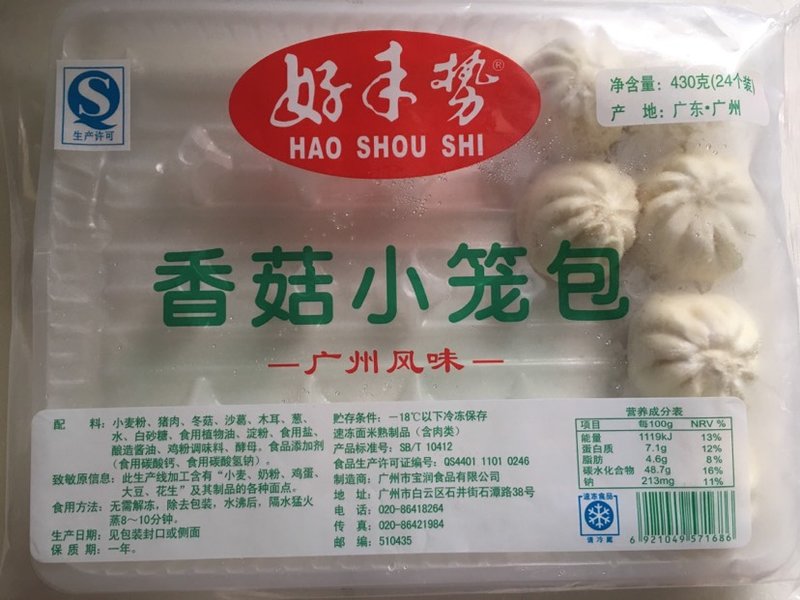 生产许可
好手势®
HAO SHOU SHI
净含量：430克(24个装)
产　地：广东·广州
香菇小笼包
—广州风味—
配　　料：小麦粉、猪肉、冬菇、沙葛、木耳、葱、
水、白砂糖、食用植物油、淀粉、食用盐、
酿造酱油、鸡粉调味料、酵母。食品添加剂
（食用碳酸钙、食用碳酸氢钠）。
致敏原信息：此生产线加工含有“小麦、奶粉、鸡蛋、
大豆、花生”及其制品的各种面点。
食用方法：无需解冻，除去包装，水沸后，隔水猛火
蒸8～10分钟。
生产日期：见包装封口或侧面
保 质 期：一年。
贮存条件：－18℃以下冷冻保存
速冻面米熟制品（含肉类）
产品标准号：SB/T 10412
食品生产许可证编号：QS4401 1101 0246
制造商：广州市宝润食品有限公司
地　址：广州市白云区石井街石潭路38号
电　话：020-86418264
传　真：020-86421984
邮　编：510435
营养成分表
项目 每100g NRV %
能量 1119kJ 13%
蛋白质 7.1g 12%
脂肪 4.6g 8%
碳水化合物 48.7g 16%
钠 213mg 11%
速冻食品
请冷藏
6 921049 571686